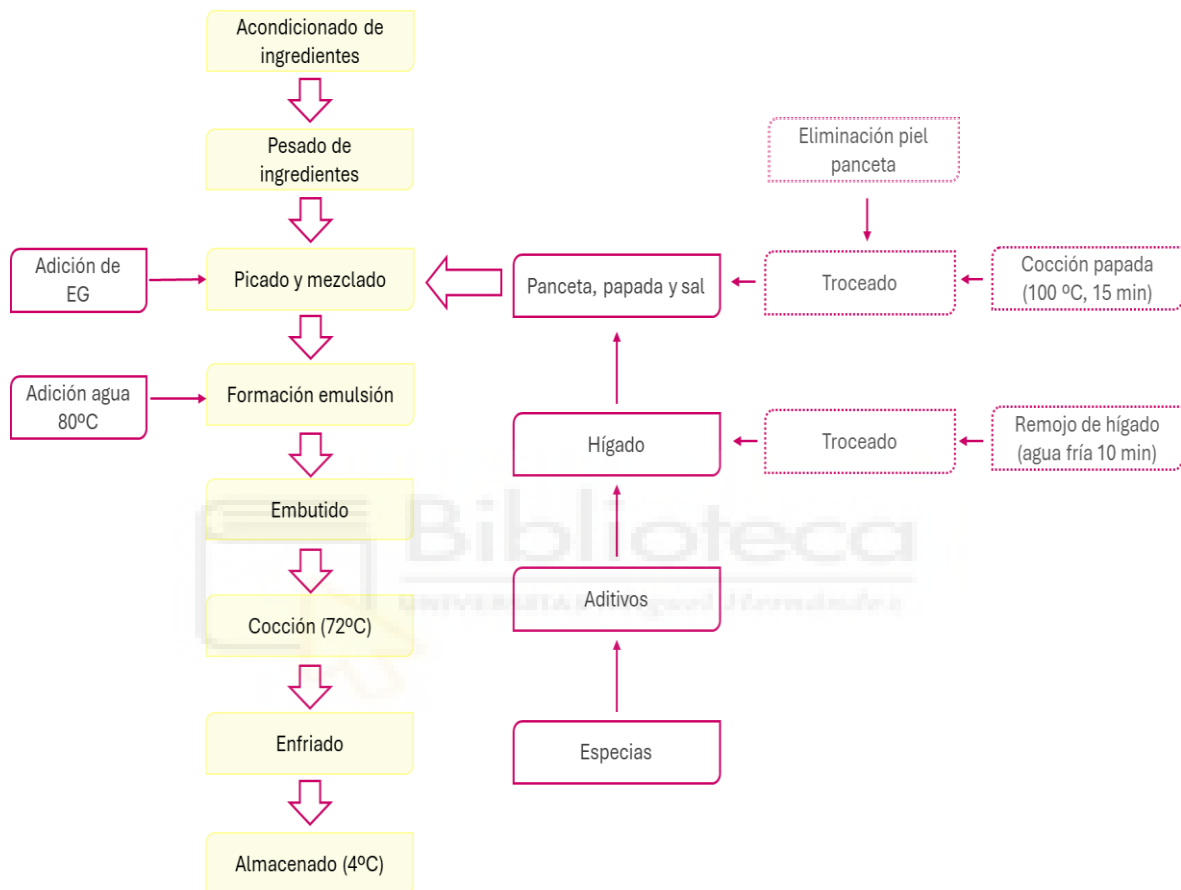 Acondicionado de
ingredientes
Pesado de
ingredientes
Eliminación piel
panceta
Adición de
EG
Picado y mezclado
Panceta, papada y sal
Troceado
Cocción papada
(100 ºC, 15 min)
Adición agua
80ºC
Formación emulsión
Hígado
Troceado
Remojo de hígado
(agua fría 10 min)
Embutido
Biblioteca
Cocción (72ºC)
Aditivos
Enfriado
Especias
Almacenado (4ºC)